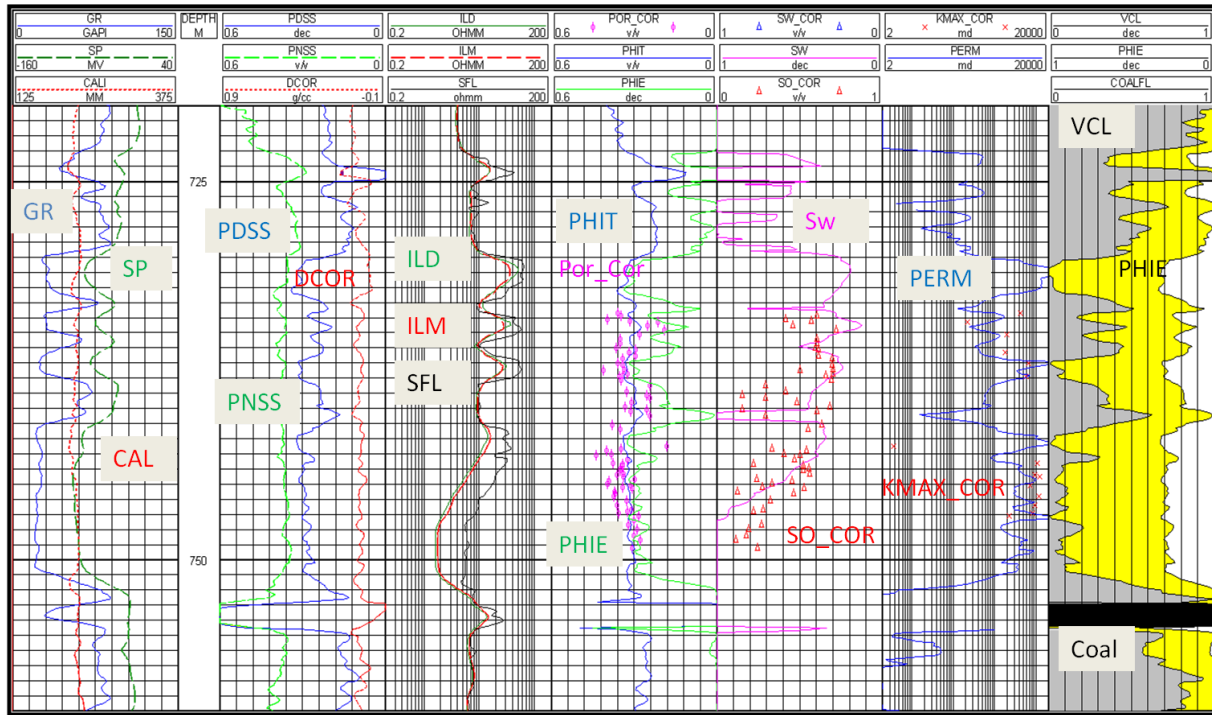 GR DEPTH PDSS ILD POR_COR SW_COR KMAX_COR VCL
0 GAPI 150 M 0.6 dec 0 0.2 OHMM 200 0.6 v/v 0 1 v/v 0 2 md 20000 0 dec 1
SP PNSS ILM PHIT SW PERM PHIE
-160 MV 40 0.6 v/v 0 0.2 OHMM 200 0.6 v/v 0 1 dec 0 2 md 20000 1 dec 0
CALI DCOR SFL PHIE SO_COR COALFL
125 MM 375 0.9 g/cc -0.1 0.2 ohmm 200 0.6 dec 0 0 v/v 1 0 1
VCL
725
GR PDSS PHIT Sw
SP DCOR ILD Por_Cor PERM PHIE
ILM
SFL
PNSS
CAL
KMAX_COR
PHIE SO_COR
750
Coal